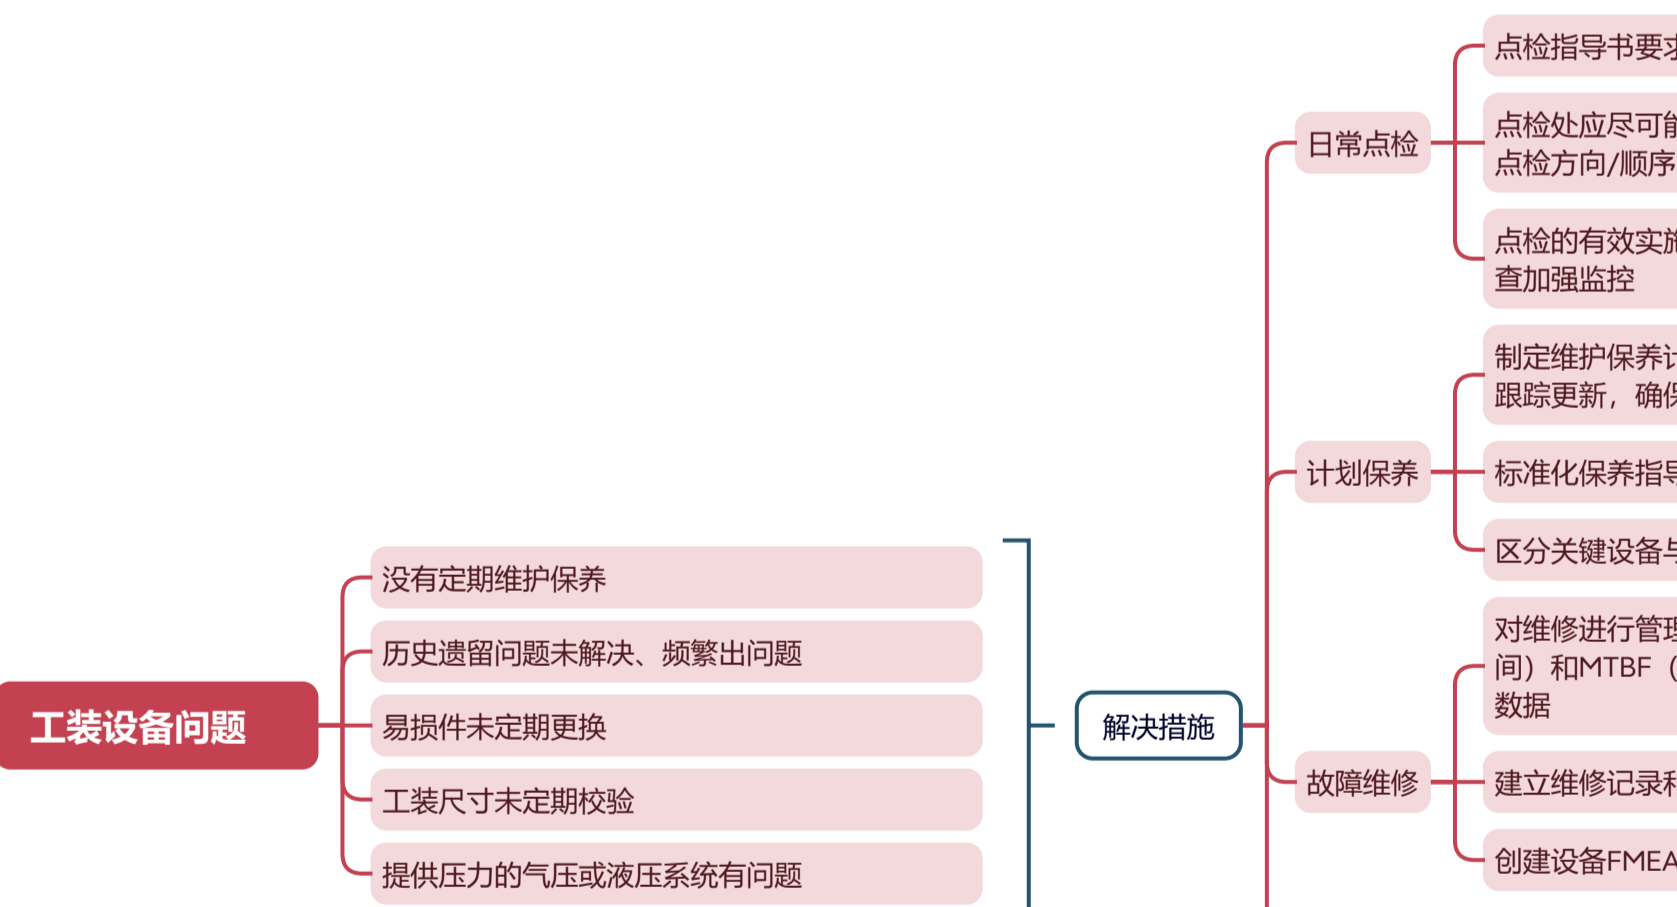 工装设备问题
没有定期维护保养
历史遗留问题未解决、频繁出问题
易损件未定期更换
工装尺寸未定期校验
提供压力的气压或液压系统有问题
解决措施
日常点检
点检指导书要求
点检处应尽可能
点检方向/顺序
点检的有效实施
查加强监控
计划保养
制定维护保养计
跟踪更新，确保
标准化保养指导
区分关键设备与
故障维修
对维修进行管理
间）和MTBF（
数据
建立维修记录和
创建设备FMEA